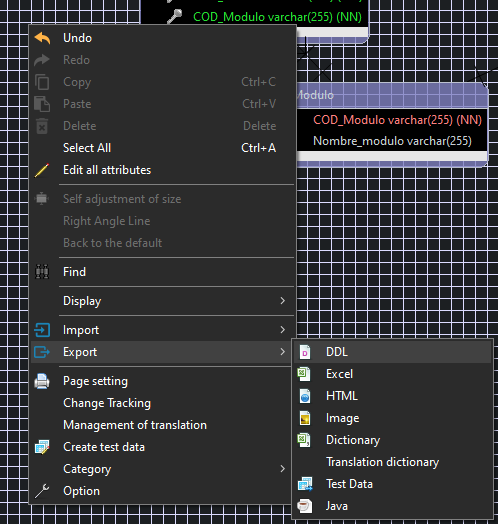 COD_Modulo varchar(255) (NN)
Undo
Redo
Copy Ctrl+C
Paste Ctrl+V
Delete Delete
Select All Ctrl+A
Edit all attributes
Self adjustment of size
Right Angle Line
Back to the default
Find
Display
Import
Export
Page setting
Change Tracking
Management of translation
Create test data
Category
Option
Modulo
COD_Modulo varchar(255) (NN)
Nombre_modulo varchar(255)
DDL
Excel
HTML
Image
Dictionary
Translation dictionary
Test Data
Java